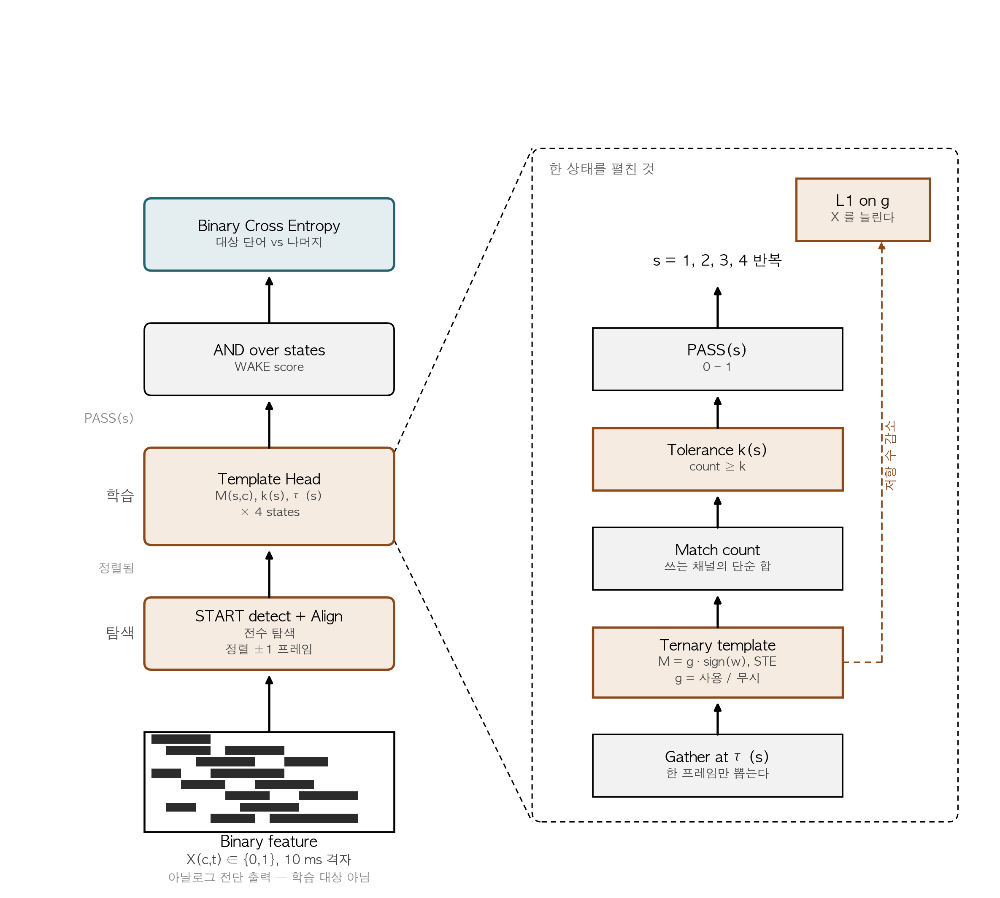 Binary Cross Entropy
대상 단어 vs 나머지
AND over states
WAKE score
PASS(s)
Template Head
M(s,c), k(s), τ (s)
× 4 states
학습
정렬됨
START detect + Align
전수 탐색
정렬 ±1 프레임
탐색
Binary feature
X(c,t) ∈ {0,1}, 10 ms 격자
아날로그 전단 출력 — 학습 대상 아님
한 상태를 펼친 것
L1 on g
X 를 늘린다
s = 1, 2, 3, 4 반복
PASS(s)
0 – 1
Tolerance k(s)
count ≥ k
저항 수 감소
Match count
쓰는 채널의 단순 합
Ternary template
M = g · sign(w), STE
g = 사용 / 무시
Gather at τ (s)
한 프레임만 뽑는다